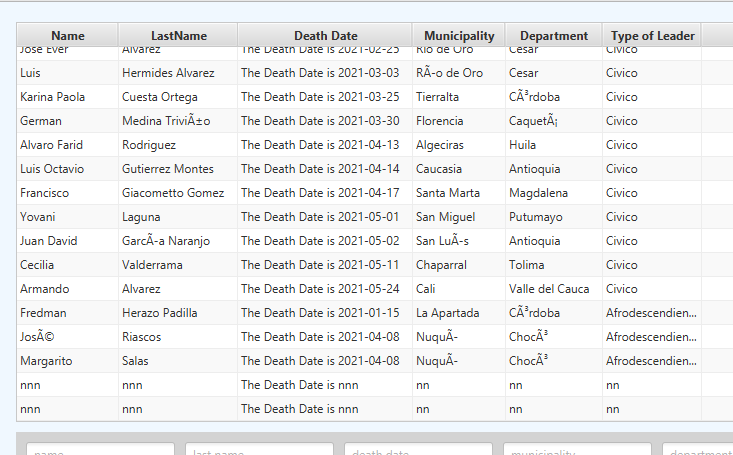 Name LastName Death Date Municipality Department Type of Leader
Jose Ever Alvarez The Death Date is 2021-02-25 Rio de Oro Cesar Civico
Luis Hermides Alvarez The Death Date is 2021-03-03 RÃ-o de Oro Cesar Civico
Karina Paola Cuesta Ortega The Death Date is 2021-03-25 Tierralta CÃ³rdoba Civico
German Medina TriviÃ±o The Death Date is 2021-03-30 Florencia CaquetÃ¡ Civico
Alvaro Farid Rodriguez The Death Date is 2021-04-13 Algeciras Huila Civico
Luis Octavio Gutierrez Montes The Death Date is 2021-04-14 Caucasia Antioquia Civico
Francisco Giacometto Gomez The Death Date is 2021-04-17 Santa Marta Magdalena Civico
Yovani Laguna The Death Date is 2021-05-01 San Miguel Putumayo Civico
Juan David GarcÃ-a Naranjo The Death Date is 2021-05-02 San LuÃ-s Antioquia Civico
Cecilia Valderrama The Death Date is 2021-05-11 Chaparral Tolima Civico
Armando Alvarez The Death Date is 2021-05-24 Cali Valle del Cauca Civico
Fredman Herazo Padilla The Death Date is 2021-01-15 La Apartada CÃ³rdoba Afrodescendien...
JosÃ© Riascos The Death Date is 2021-04-08 NuquÃ- ChocÃ³ Afrodescendien...
Margarito Salas The Death Date is 2021-04-08 NuquÃ- ChocÃ³ Afrodescendien...
nnn nnn The Death Date is nnn nn nn nn
nnn nnn The Death Date is nnn nn nn nn
name last name death date municipality department